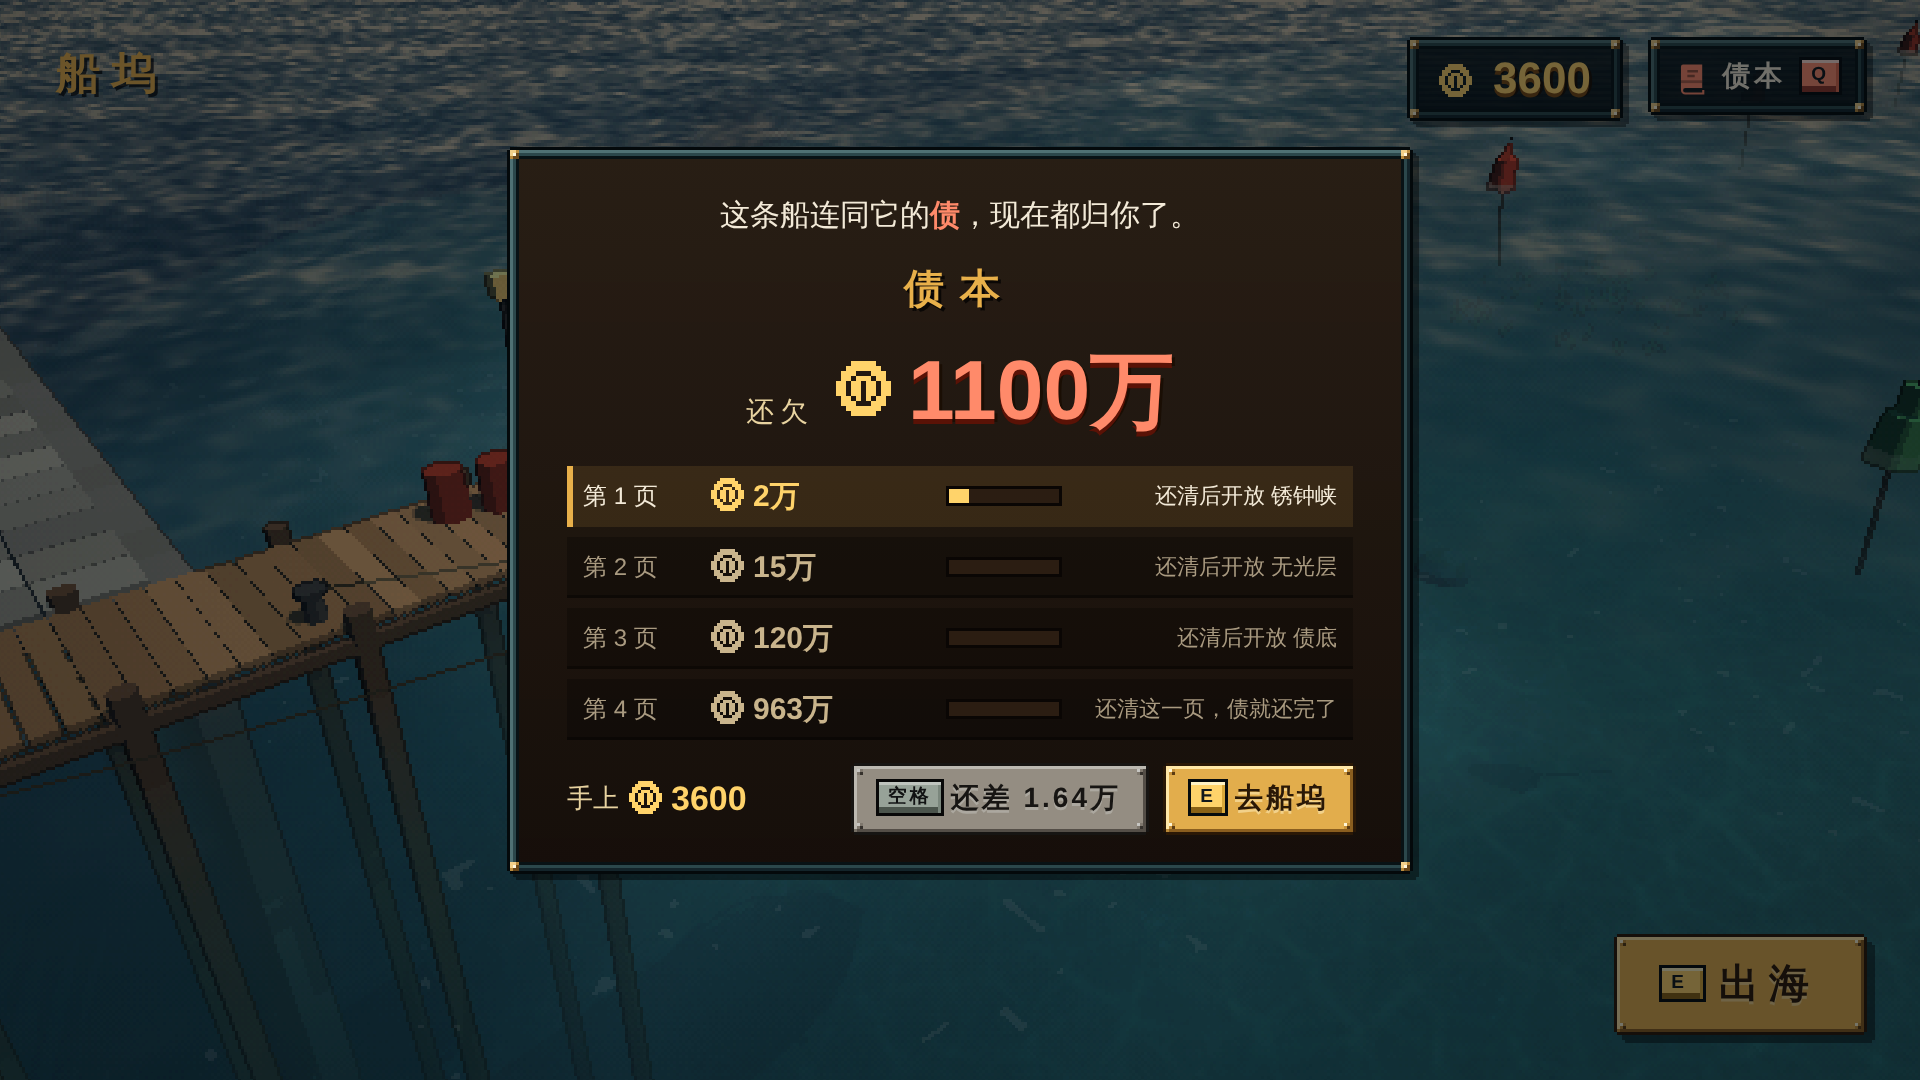 船坞
3600
债本 Q
这条船连同它的债，现在都归你了。
债本
还欠 1100万
第 1 页 2万 还清后开放 锈钟峡
第 2 页 15万 还清后开放 无光层
第 3 页 120万 还清后开放 债底
第 4 页 963万 还清这一页，债就还完了
手上 3600
空格 还差 1.64万
E 去船坞
E 出海